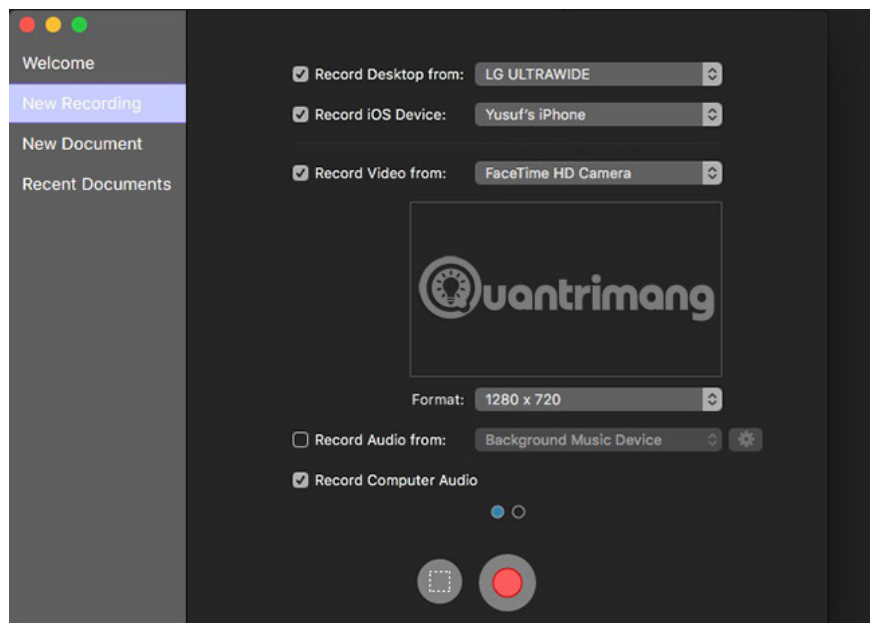 Welcome
New Recording
New Document
Recent Documents
Record Desktop from: LG ULTRAWIDE
Record iOS Device: Yusuf's iPhone
Record Video from: FaceTime HD Camera
Quantrimang
Format: 1280 x 720
Record Audio from: Background Music Device
Record Computer Audio